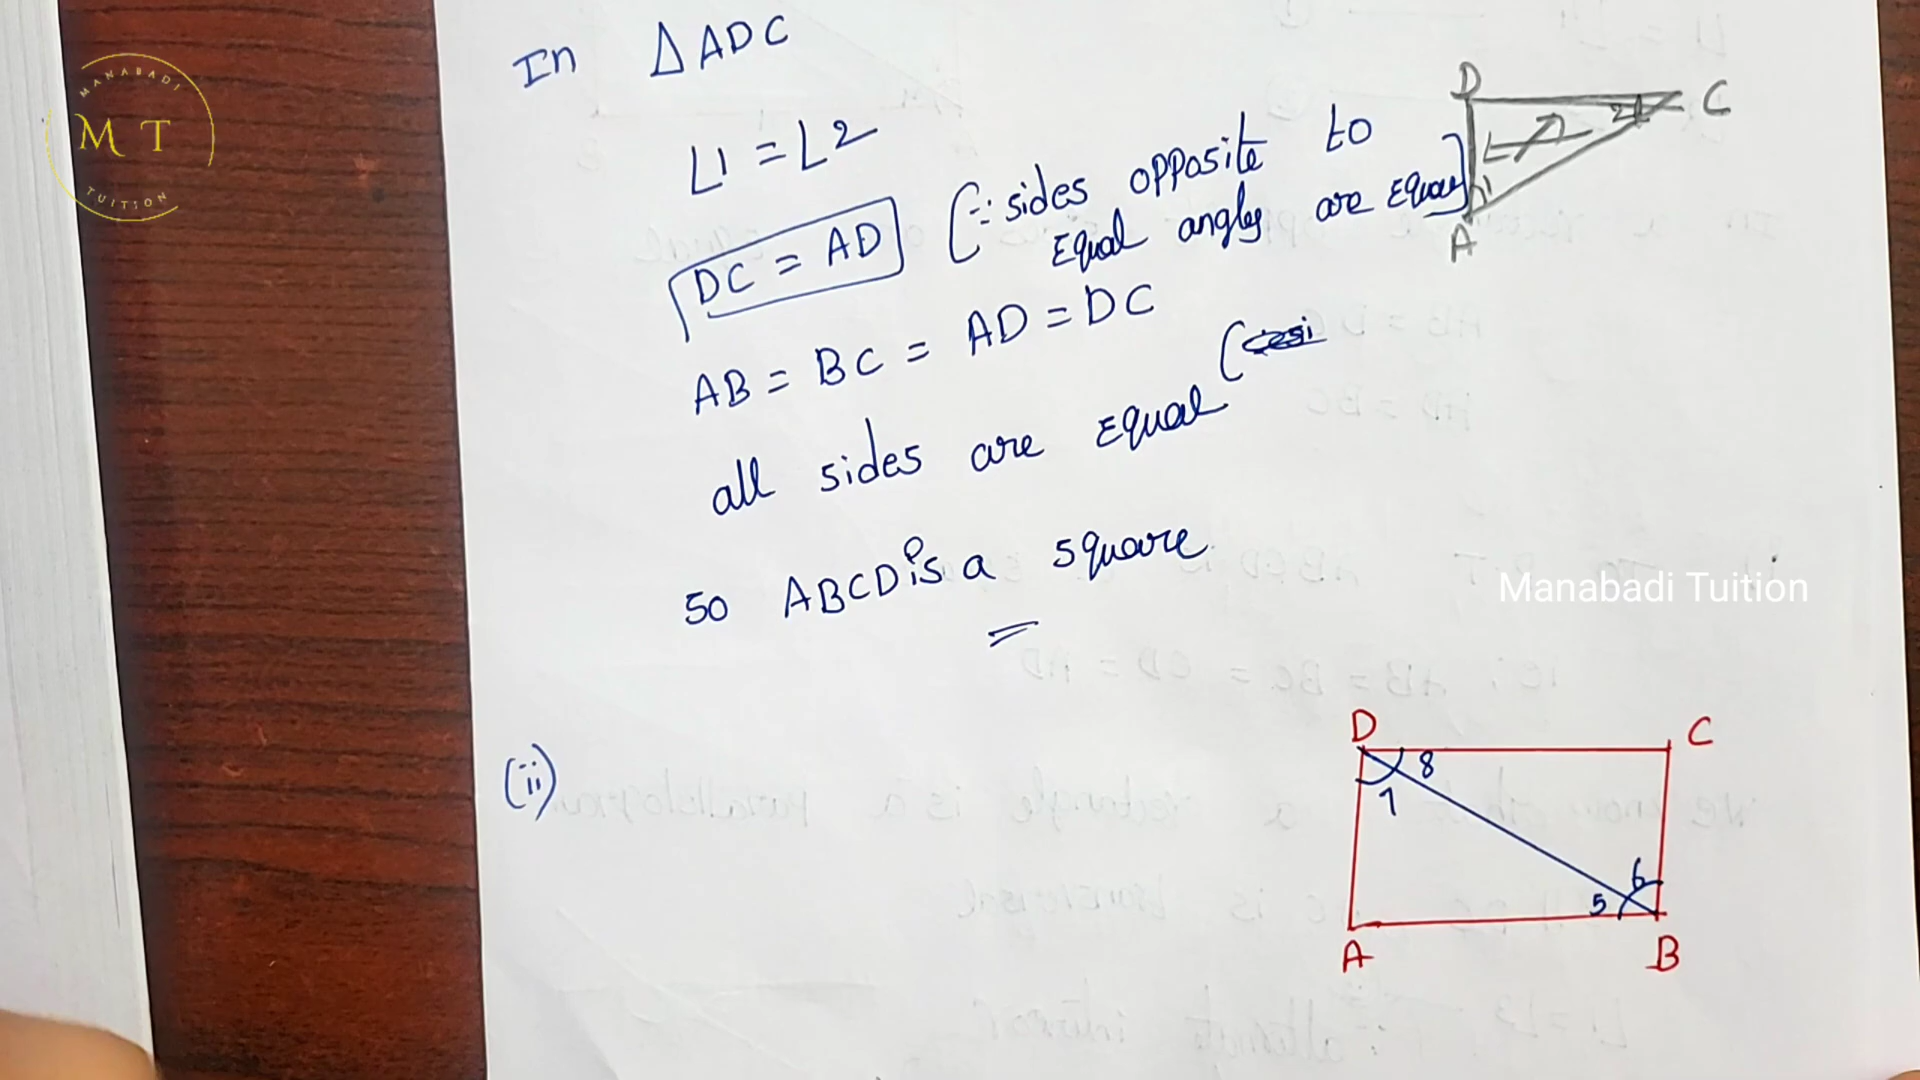 MANABADI
M T
TUITION
In ΔADC
∠1 = ∠2
DC = AD (∵ sides opposite to
Equal angles are Equal)
AB = BC = AD = DC
all sides are Equal (
So ABCD is a square
D
C
2
1
A
Manabadi Tuition
(ii)
D
C
8
7
6
5
A
B